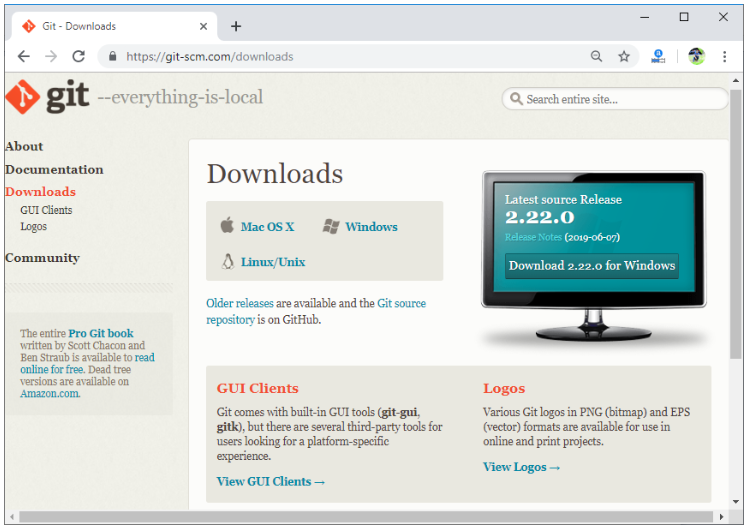 Git - Downloads
https://git-scm.com/downloads
git --everything-is-local
Search entire site...
About
Documentation
Downloads
GUI Clients
Logos
Community
The entire Pro Git book
written by Scott Chacon and
Ben Straub is available to read
online for free. Dead tree
versions are available on
Amazon.com.
Downloads
Mac OS X
Windows
Linux/Unix
Older releases are available and the Git source
repository is on GitHub.
Latest source Release
2.22.0
Release Notes (2019-06-07)
Download 2.22.0 for Windows
GUI Clients
Git comes with built-in GUI tools (git-gui,
gitk), but there are several third-party tools for
users looking for a platform-specific
experience.
View GUI Clients →
Logos
Various Git logos in PNG (bitmap) and EPS
(vector) formats are available for use in
online and print projects.
View Logos →